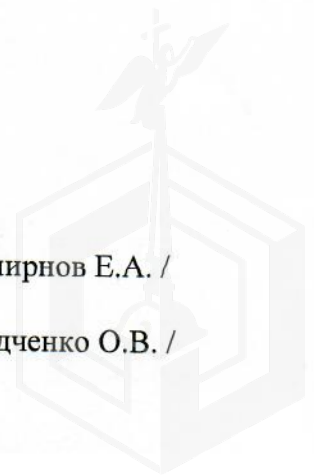 мирнов Е.А. /
дченко О.В. /